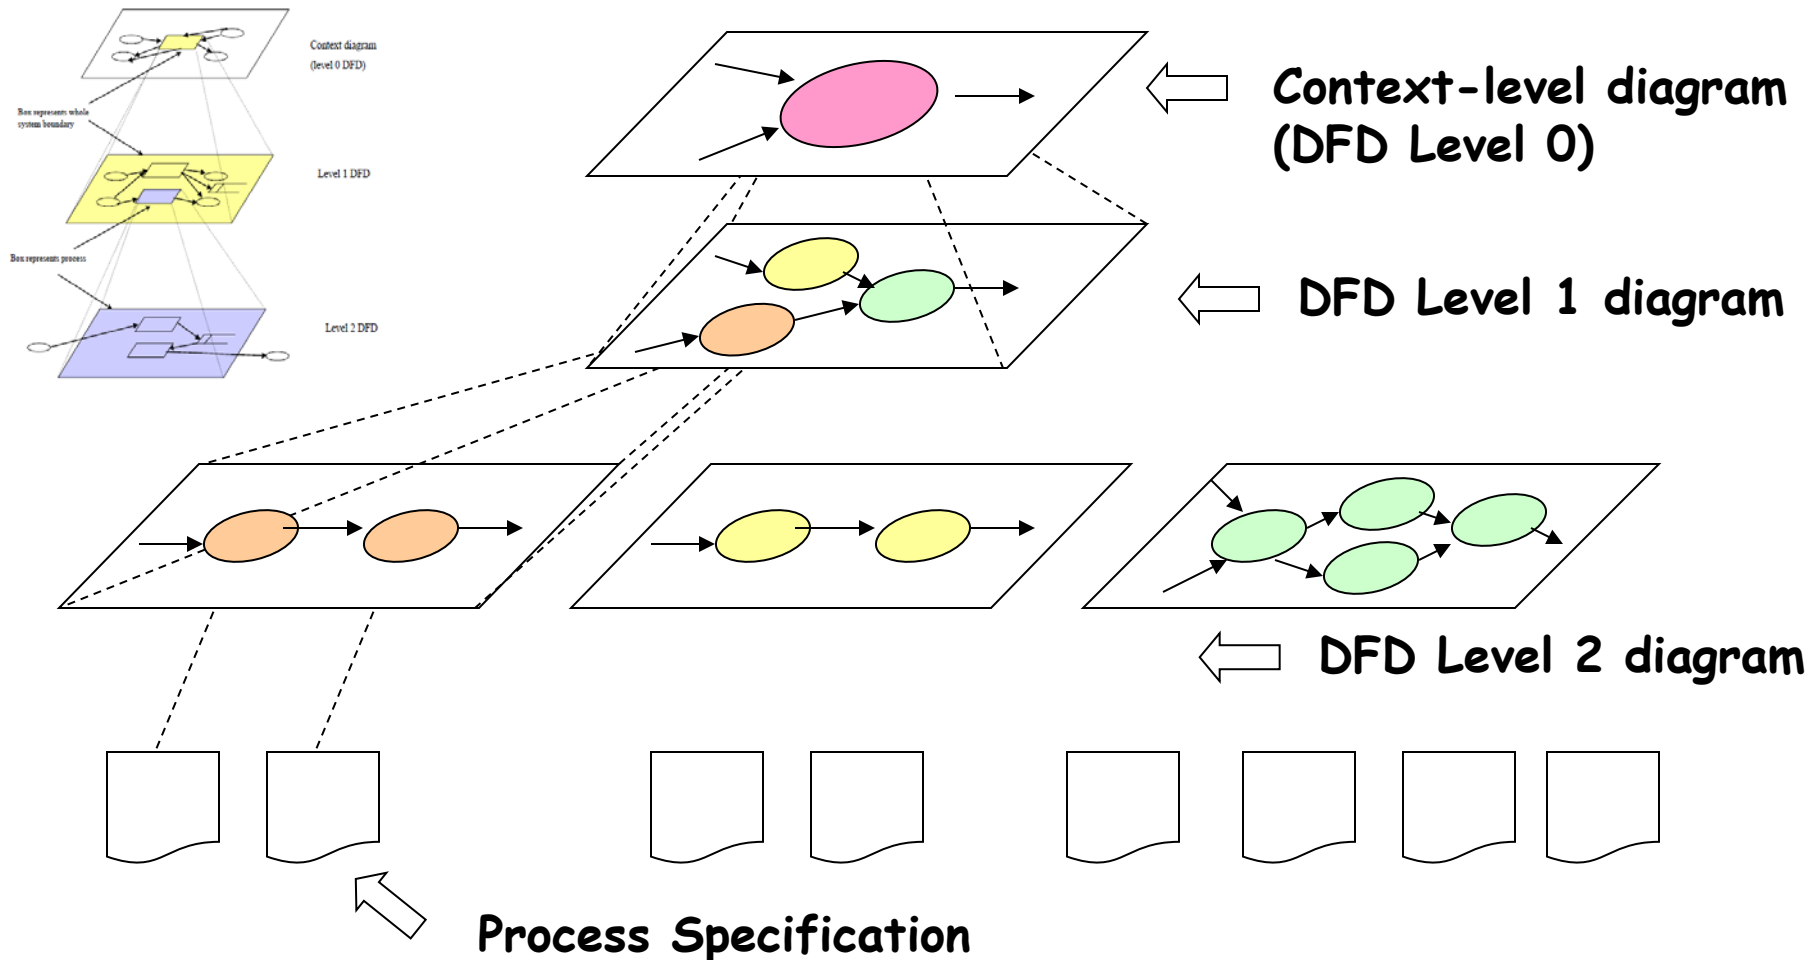 Context diagram
(level 0 DFD)
Box represents whole
system boundary
Level 1 DFD
Box represents process
Level 2 DFD
Context-level diagram
(DFD Level 0)
DFD Level 1 diagram
DFD Level 2 diagram
Process Specification